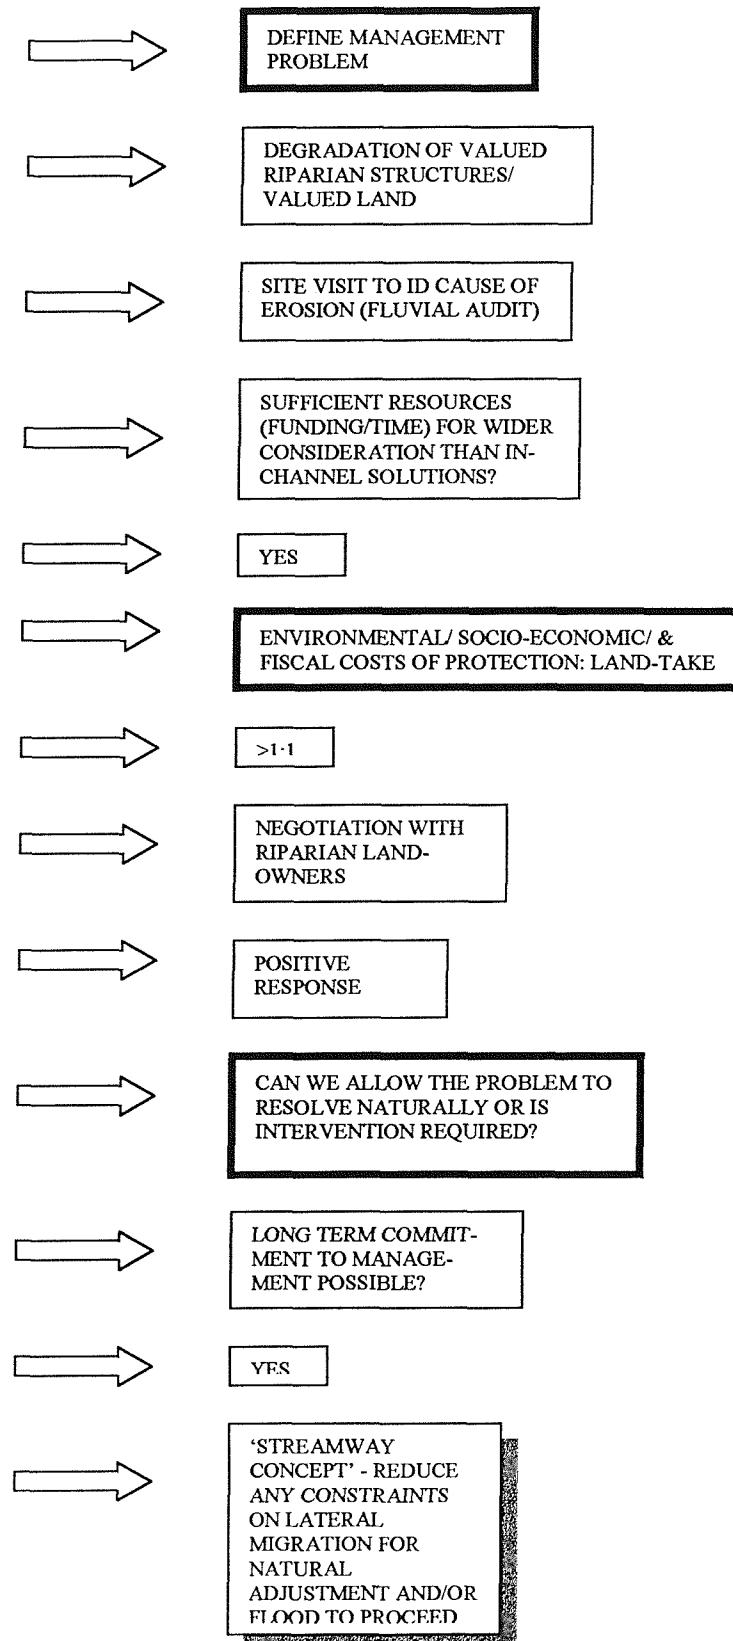 DEFINE MANAGEMENT
PROBLEM
DEGRADATION OF VALUED
RIPARIAN STRUCTURES/
VALUED LAND
SITE VISIT TO ID CAUSE OF
EROSION (FLUVIAL AUDIT)
SUFFICIENT RESOURCES
(FUNDING/TIME) FOR WIDER
CONSIDERATION THAN IN-
CHANNEL SOLUTIONS?
YES
ENVIRONMENTAL/ SOCIO-ECONOMIC/ &
FISCAL COSTS OF PROTECTION: LAND-TAKE
>1·1
NEGOTIATION WITH
RIPARIAN LAND-
OWNERS
POSITIVE
RESPONSE
CAN WE ALLOW THE PROBLEM TO
RESOLVE NATURALLY OR IS
INTERVENTION REQUIRED?
LONG TERM COMMIT-
MENT TO MANAGE-
MENT POSSIBLE?
YES
‘STREAMWAY
CONCEPT’ - REDUCE
ANY CONSTRAINTS
ON LATERAL
MIGRATION FOR
NATURAL
ADJUSTMENT AND/OR
FLOOD TO PROCEED